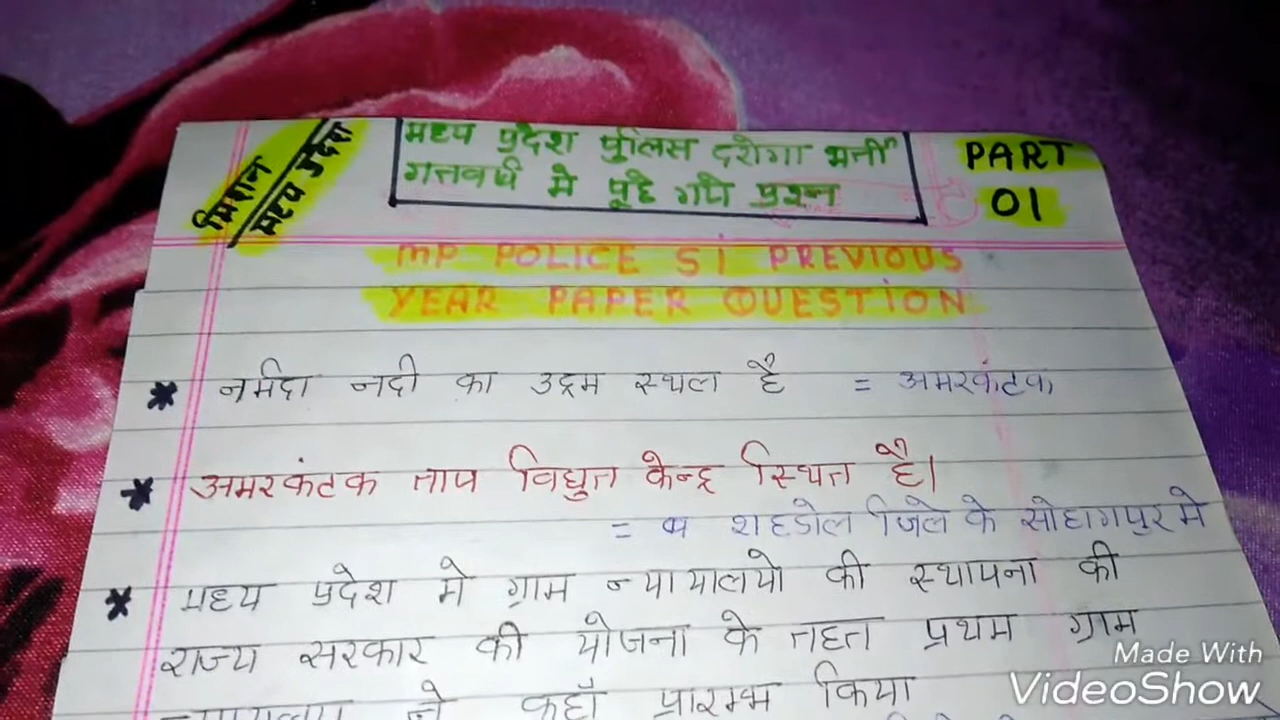 मिशान
मध्य प्रदेश
मध्य प्रदेश पुलिस दरोगा भर्ती
गतवर्ष मे पूछे गये प्रश्न
PART
01
MP POLICE Si PREVIOUS
YEAR PAPER QUESTiON
* नर्मदा नदी का उद्गम स्थल है = अमरकंटक
* अमरकंटक ताप विद्युत केन्द्र स्थित है।
= शहडोल जिले के सोहागपुर मे
* मध्य प्रदेश मे ग्राम न्यायालयो की स्थापना की
राज्य सरकार की योजना के तहत प्रथम ग्राम
ने कहाँ प्रारम्भ किया
Made With
VideoShow